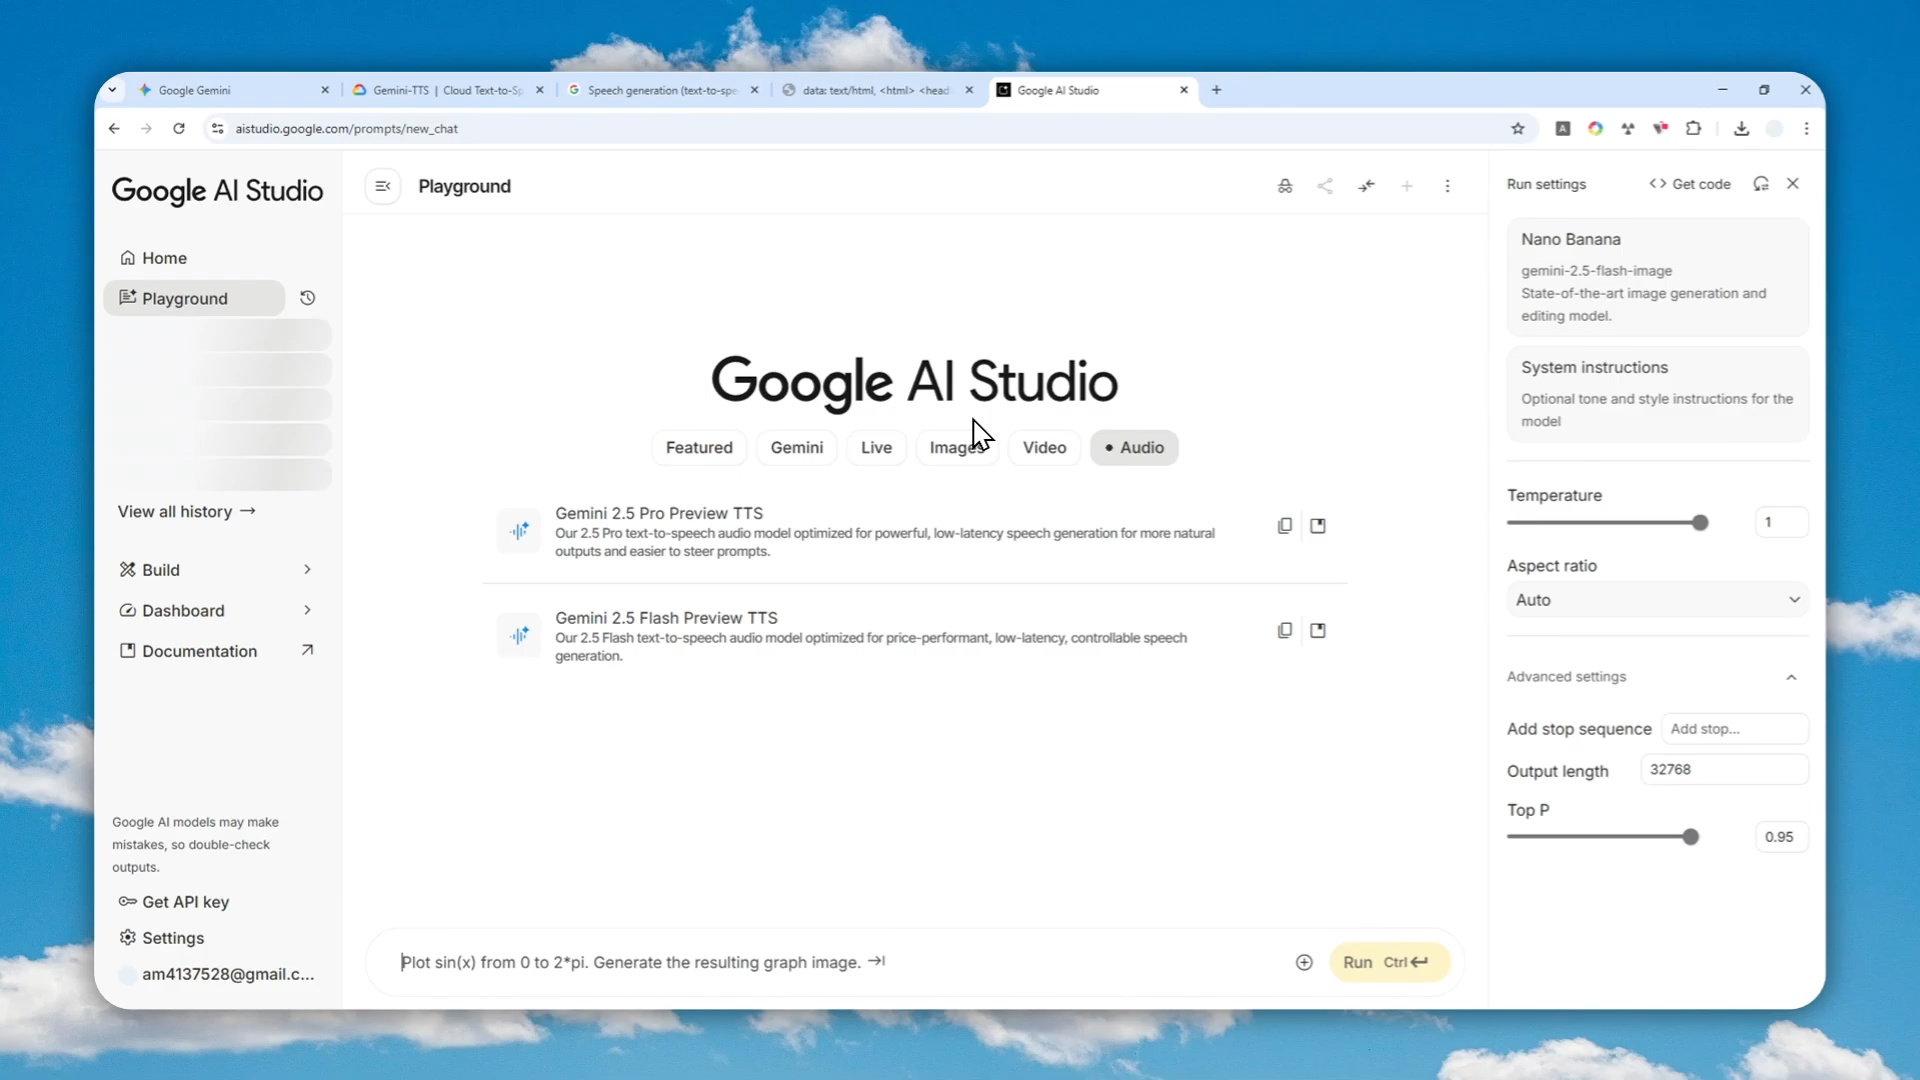 Google Gemini
Gemini-TTS | Cloud Text-to-Sp
Speech generation (text-to-spe
data: text/html, <html> <head
Google AI Studio
aistudio.google.com/prompts/new_chat
Google AI Studio
Home
Playground
View all history →
Build
Dashboard
Documentation
Google AI models may make
mistakes, so double-check
outputs.
Get API key
Settings
am4137528@gmail.c...
Playground
Google AI Studio
Featured
Gemini
Live
Images
Video
Audio
Gemini 2.5 Pro Preview TTS
Our 2.5 Pro text-to-speech audio model optimized for powerful, low-latency speech generation for more natural
outputs and easier to steer prompts.
Gemini 2.5 Flash Preview TTS
Our 2.5 Flash text-to-speech audio model optimized for price-performant, low-latency, controllable speech
generation.
Plot sin(x) from 0 to 2*pi. Generate the resulting graph image.
Run Ctrl
Run settings
<> Get code
Nano Banana
gemini-2.5-flash-image
State-of-the-art image generation and
editing model.
System instructions
Optional tone and style instructions for the
model
Temperature
1
Aspect ratio
Auto
Advanced settings
Add stop sequence
Add stop...
Output length
32768
Top P
0.95